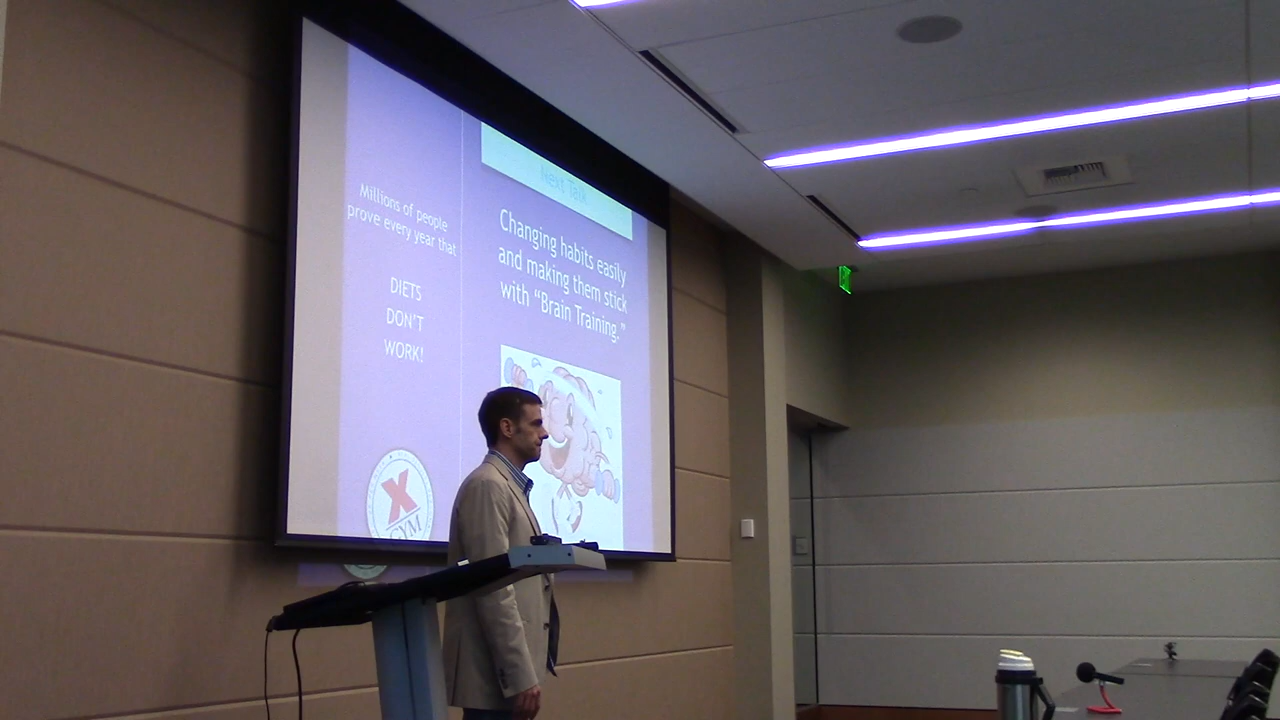 Millions of people
prove every year that
DIETS
DON'T
WORK!
X
GYM
Next Talk
Changing habits easily
and making them stick
with "Brain Training."